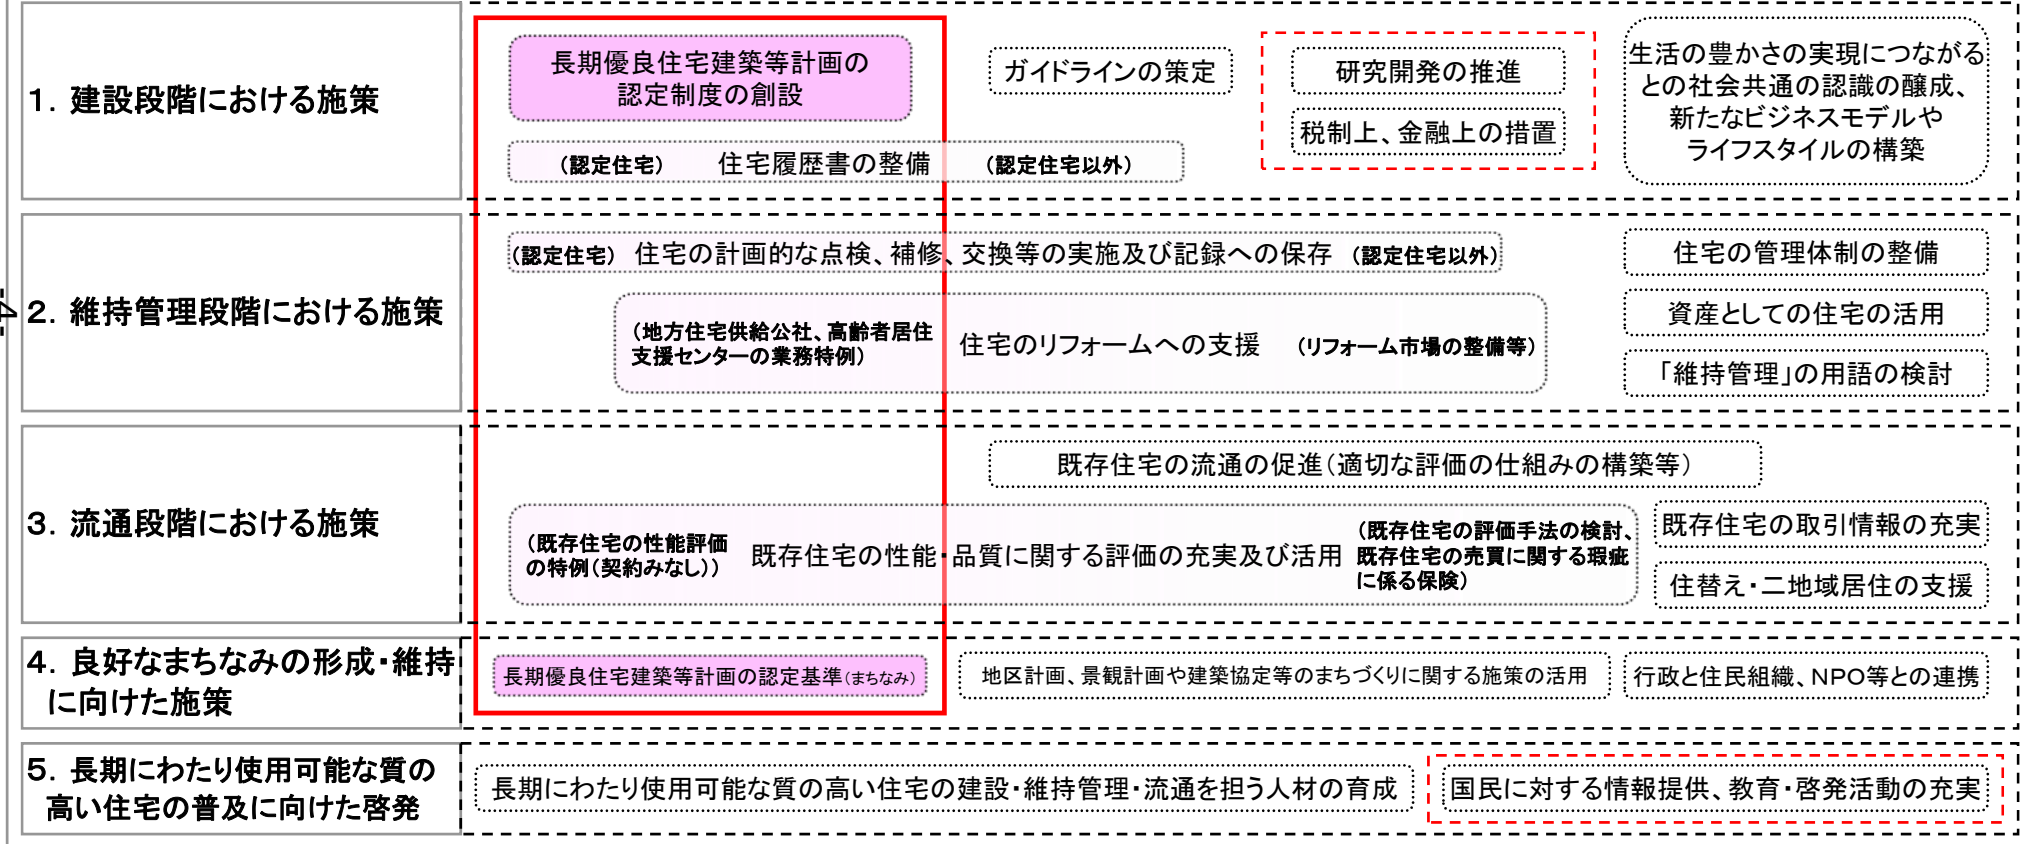 1. 建設段階における施策
長期優良住宅建築等計画の
認定制度の創設
ガイドラインの策定
研究開発の推進
税制上、金融上の措置
生活の豊かさの実現につながる
との社会共通の認識の醸成、
新たなビジネスモデルや
ライフスタイルの構築
(認定住宅) 住宅履歴書の整備 (認定住宅以外)
2. 維持管理段階における施策
(認定住宅) 住宅の計画的な点検、補修、交換等の実施及び記録への保存 (認定住宅以外)
(地方住宅供給公社、高齢者居住
支援センターの業務特例)
住宅のリフォームへの支援 (リフォーム市場の整備等)
住宅の管理体制の整備
資産としての住宅の活用
「維持管理」の用語の検討
-4-
3. 流通段階における施策
既存住宅の流通の促進(適切な評価の仕組みの構築等)
(既存住宅の性能評価
の特例(契約みなし))
既存住宅の性能・品質に関する評価の充実及び活用
(既存住宅の評価手法の検討、
既存住宅の売買に関する瑕疵
に係る保険)
既存住宅の取引情報の充実
住替え・二地域居住の支援
4. 良好なまちなみの形成・維持
に向けた施策
長期優良住宅建築等計画の認定基準(まちなみ)
地区計画、景観計画や建築協定等のまちづくりに関する施策の活用
行政と住民組織、NPO等との連携
5. 長期にわたり使用可能な質の
高い住宅の普及に向けた啓発
長期にわたり使用可能な質の高い住宅の建設・維持管理・流通を担う人材の育成
国民に対する情報提供、教育・啓発活動の充実